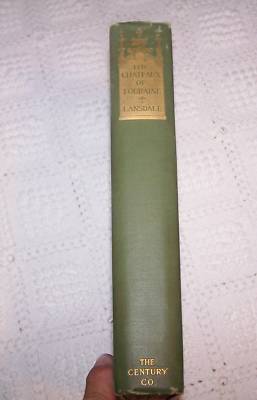 THE
CHATEAUX
OF
TOURAINE
LANSDALE
THE
CENTURY
CO